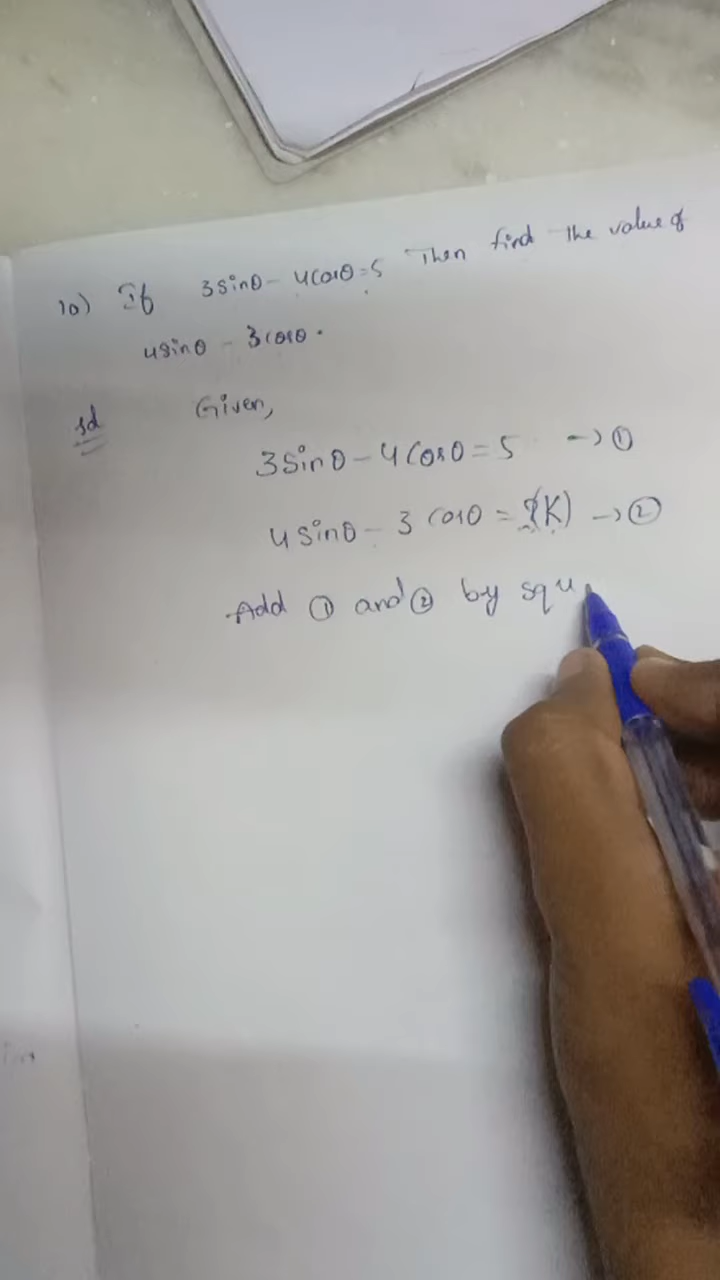 10) If 3sinθ - 4cosθ=5 Then find the value of
4sinθ - 3cosθ.
Sol Given,
3sinθ - 4cosθ = 5 → ①
4sinθ - 3cosθ = ?(K) → ②
Add ① and ② by squ